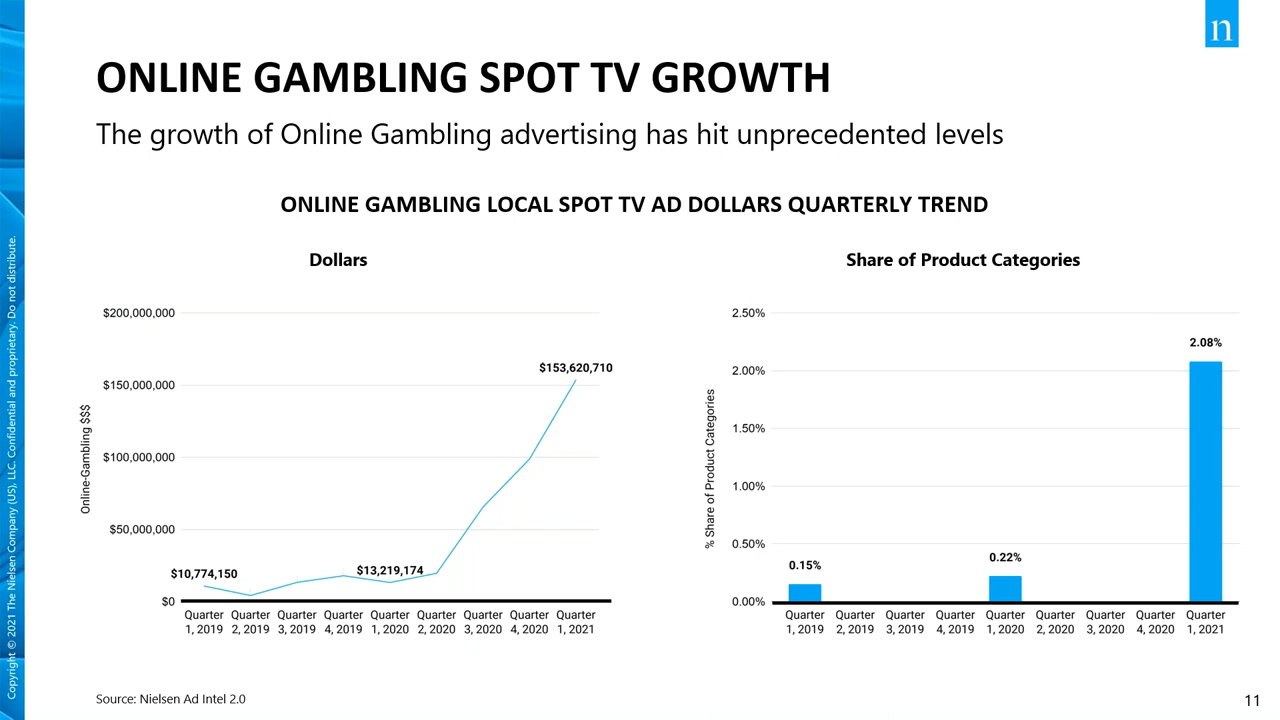 n
ONLINE GAMBLING SPOT TV GROWTH
The growth of Online Gambling advertising has hit unprecedented levels
ONLINE GAMBLING LOCAL SPOT TV AD DOLLARS QUARTERLY TREND
Dollars
Online-Gambling $$$
$200,000,000
$150,000,000
$100,000,000
$50,000,000
$0
$10,774,150
$13,219,174
$153,620,710
Quarter 1, 2019
Quarter 2, 2019
Quarter 3, 2019
Quarter 4, 2019
Quarter 1, 2020
Quarter 2, 2020
Quarter 3, 2020
Quarter 4, 2020
Quarter 1, 2021
Share of Product Categories
% Share of Product Categories
2.50%
2.00%
1.50%
1.00%
0.50%
0.00%
0.15%
0.22%
2.08%
Quarter 1, 2019
Quarter 2, 2019
Quarter 3, 2019
Quarter 4, 2019
Quarter 1, 2020
Quarter 2, 2020
Quarter 3, 2020
Quarter 4, 2020
Quarter 1, 2021
Source: Nielsen Ad Intel 2.0
11
Copyright © 2021 The Nielsen Company (US), LLC. Confidential and proprietary. Do not distribute.